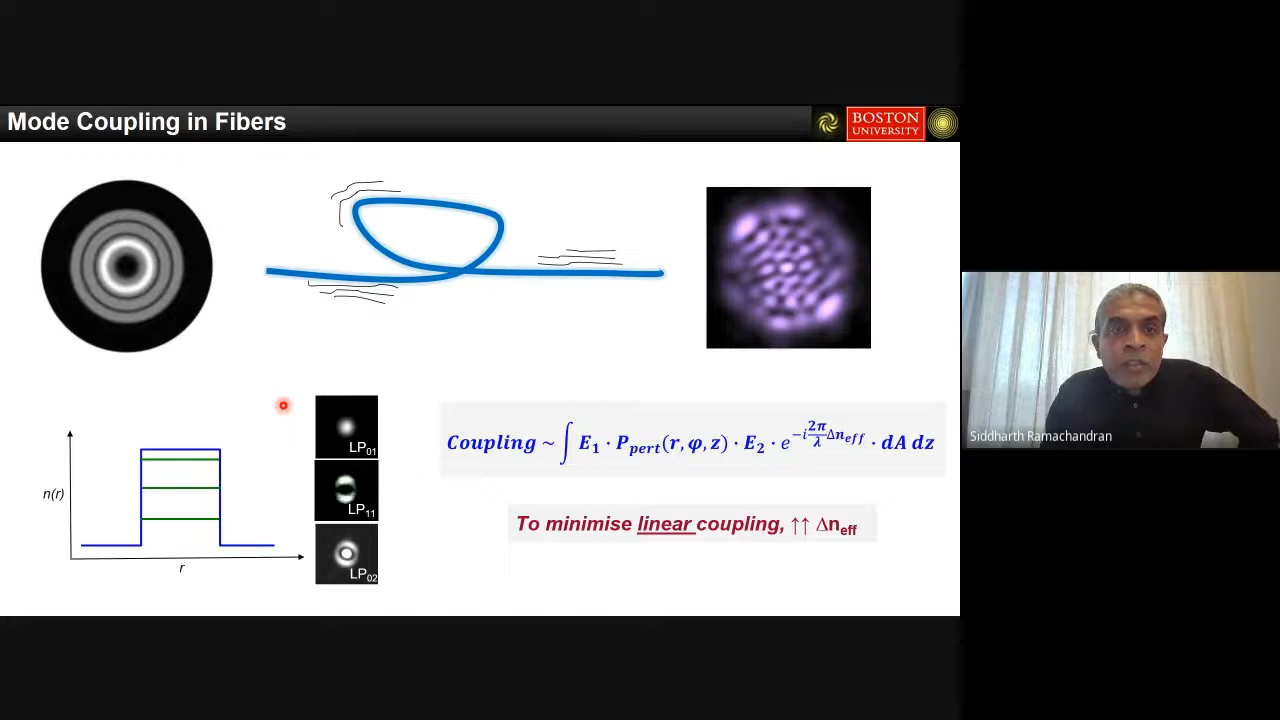 Mode Coupling in Fibers
BOSTON
UNIVERSITY
Siddharth Ramachandran
n(r)
r
LP01
LP11
LP02
Coupling ~ ∫ E1 · Ppert(r, φ, z) · E2 · e^{-i 2π/λ Δneff} · dA dz
To minimise linear coupling, ↑↑ Δneff